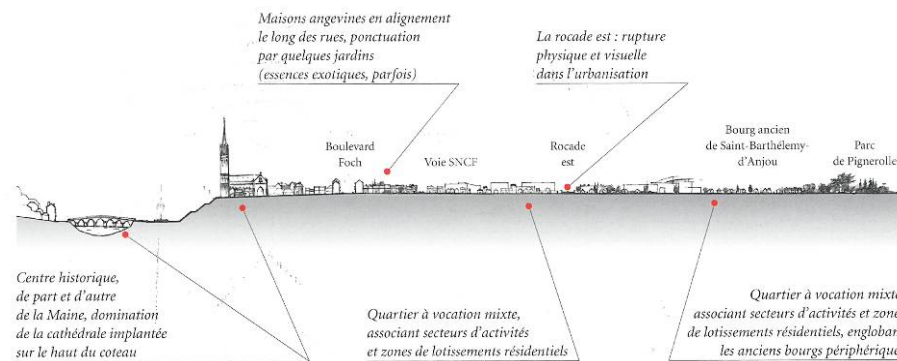 Maisons angevines en alignement
le long des rues, ponctuation
par quelques jardins
(essences exotiques, parfois)
La rocade est : rupture
physique et visuelle
dans l'urbanisation
Boulevard
Foch
Voie SNCF
Rocade
est
Bourg ancien
de Saint-Barthélemy-
d'Anjou
Parc
de Pignerolle
Centre historique,
de part et d'autre
de la Maine, domination
de la cathédrale implantée
sur le haut du coteau
Quartier à vocation mixte,
associant secteurs d'activités
et zones de lotissements résidentiels
Quartier à vocation mixte
associant secteurs d'activités et zone
de lotissements résidentiels, engloban
les anciens bourgs périphérique